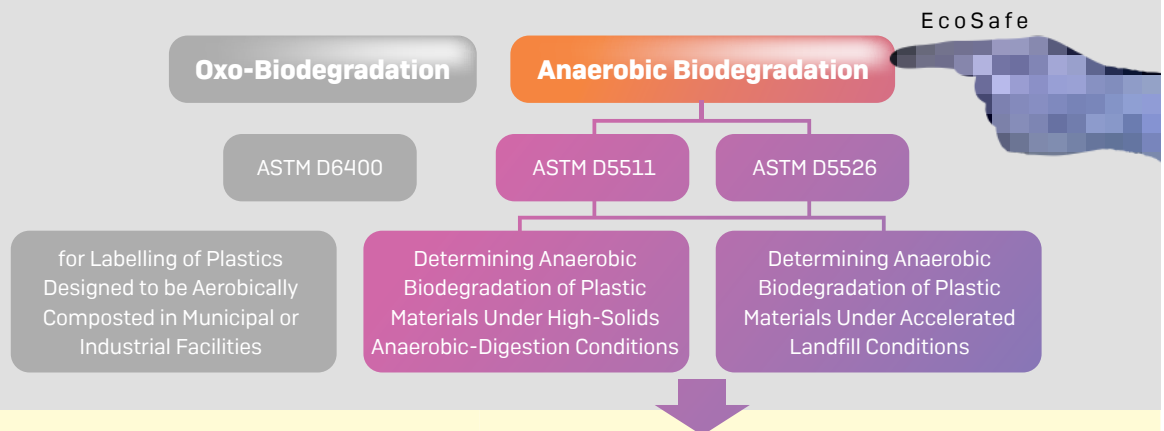 EcoSafe
Oxo-Biodegradation
Anaerobic Biodegradation
ASTM D6400
ASTM D5511
ASTM D5526
for Labelling of Plastics
Designed to be Aerobically
Composted in Municipal or
Industrial Facilities
Determining Anaerobic
Biodegradation of Plastic
Materials Under High-Solids
Anaerobic-Digestion Conditions
Determining Anaerobic
Biodegradation of Plastic
Materials Under Accelerated
Landfill Conditions